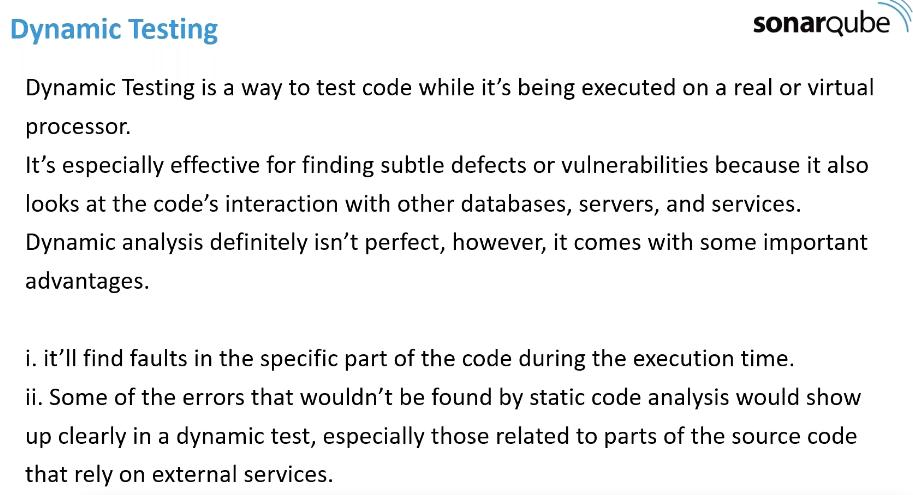 Dynamic Testing
sonarqube
Dynamic Testing is a way to test code while it’s being executed on a real or virtual
processor.
It’s especially effective for finding subtle defects or vulnerabilities because it also
looks at the code’s interaction with other databases, servers, and services.
Dynamic analysis definitely isn’t perfect, however, it comes with some important
advantages.
i. it’ll find faults in the specific part of the code during the execution time.
ii. Some of the errors that wouldn’t be found by static code analysis would show
up clearly in a dynamic test, especially those related to parts of the source code
that rely on external services.